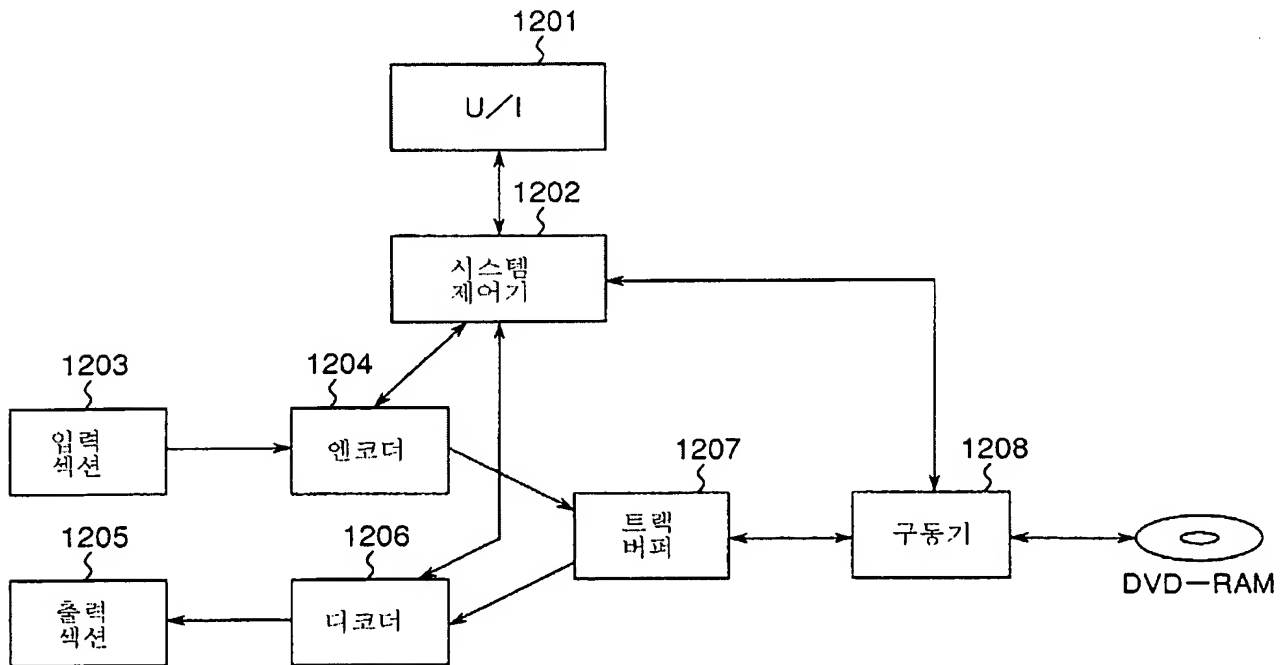 1201
U/I
1202
시스템
제어기
1203
입력
섹션
1204
엔코더
1207
트랙
버퍼
1208
구동기
1205
출력
섹션
1206
디코더
DVD-RAM